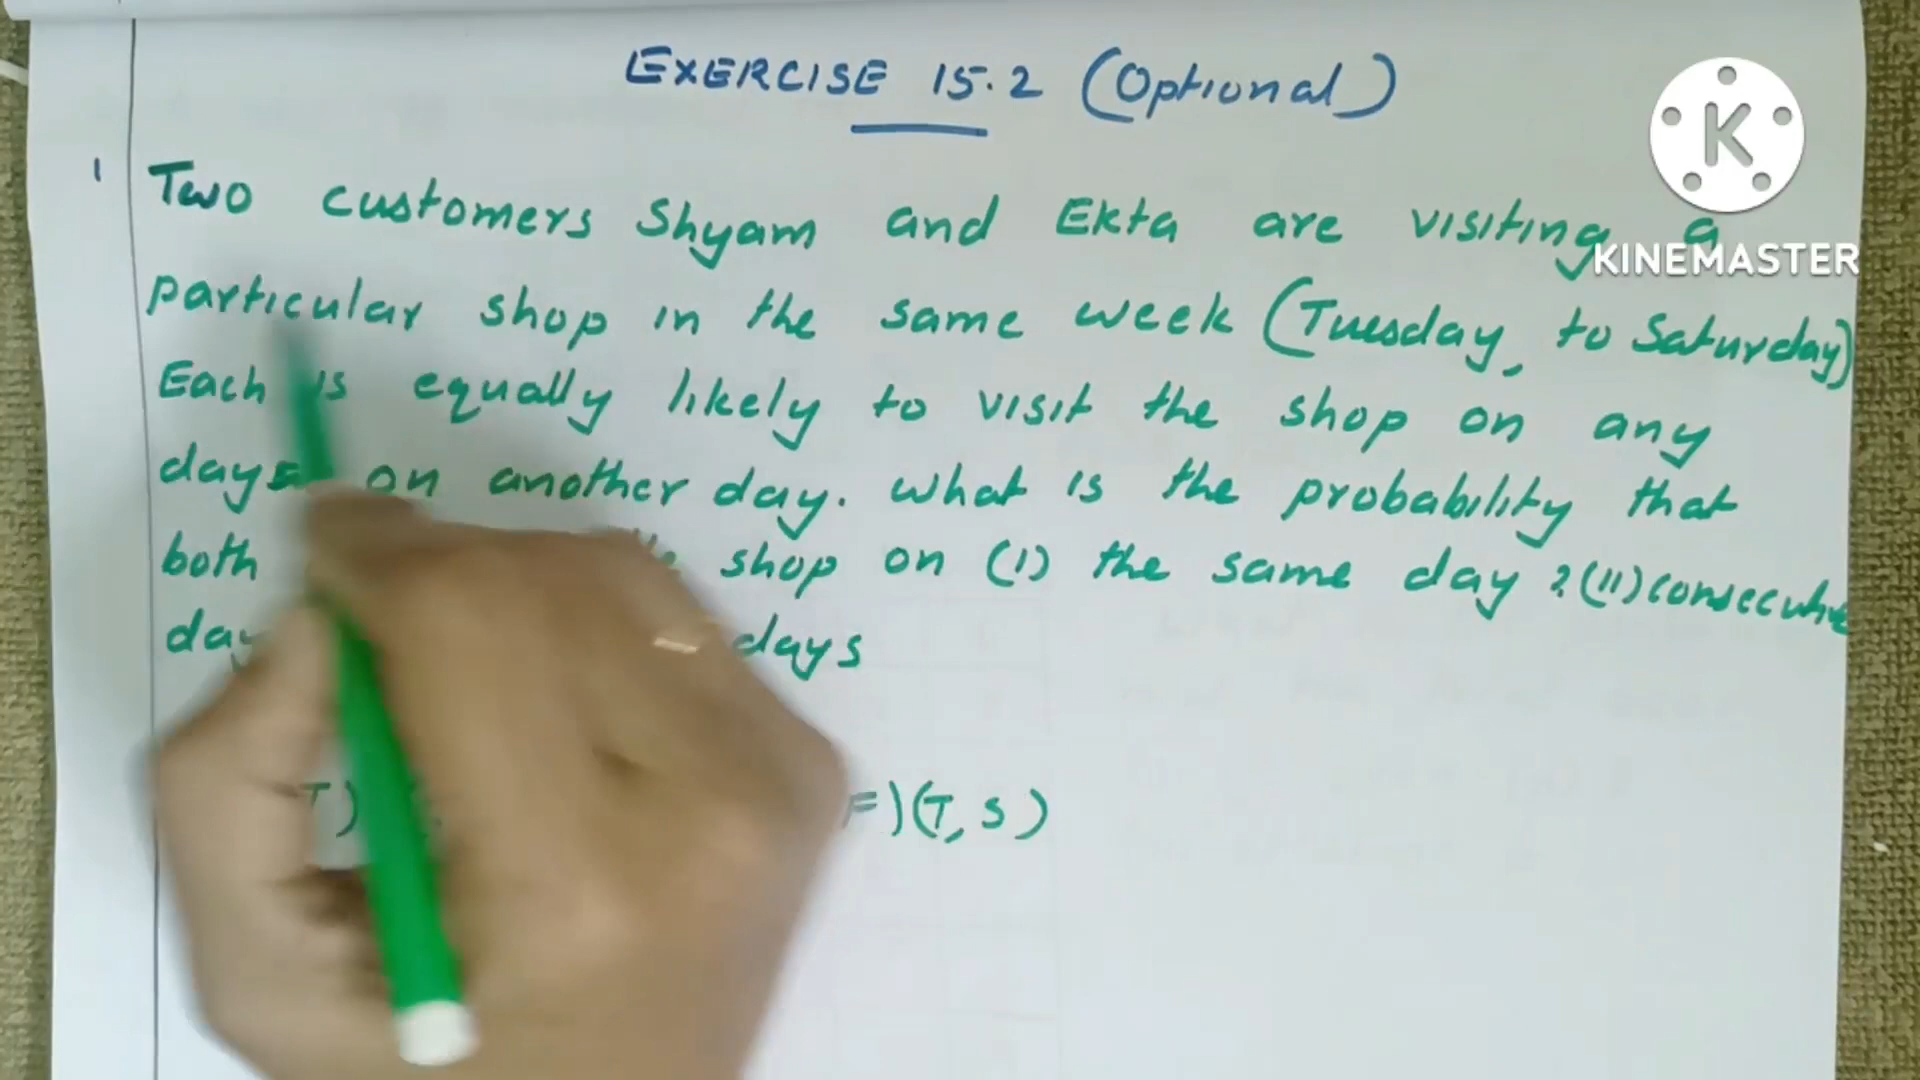 EXERCISE 15.2 (Optional)
1 Two customers Shyam and Ekta are visiting a
particular shop in the same week (Tuesday to Saturday)
Each is equally likely to visit the shop on any
day on another day. What is the probability that
both shop on (I) the same day ? (II) consecutive
days
T) F) (T, S)
K
KINEMASTER